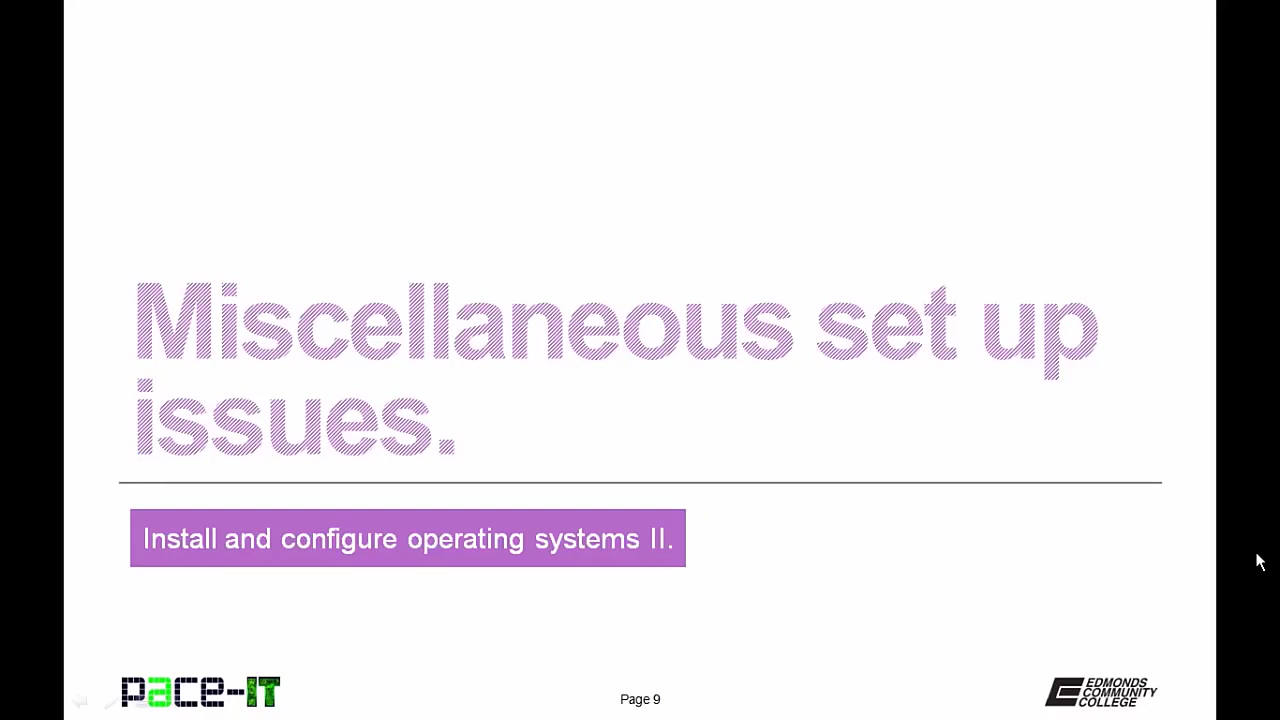 Miscellaneous set up
issues.
Install and configure operating systems II.
pace-IT
Page 9
EDMONDS
COMMUNITY
COLLEGE